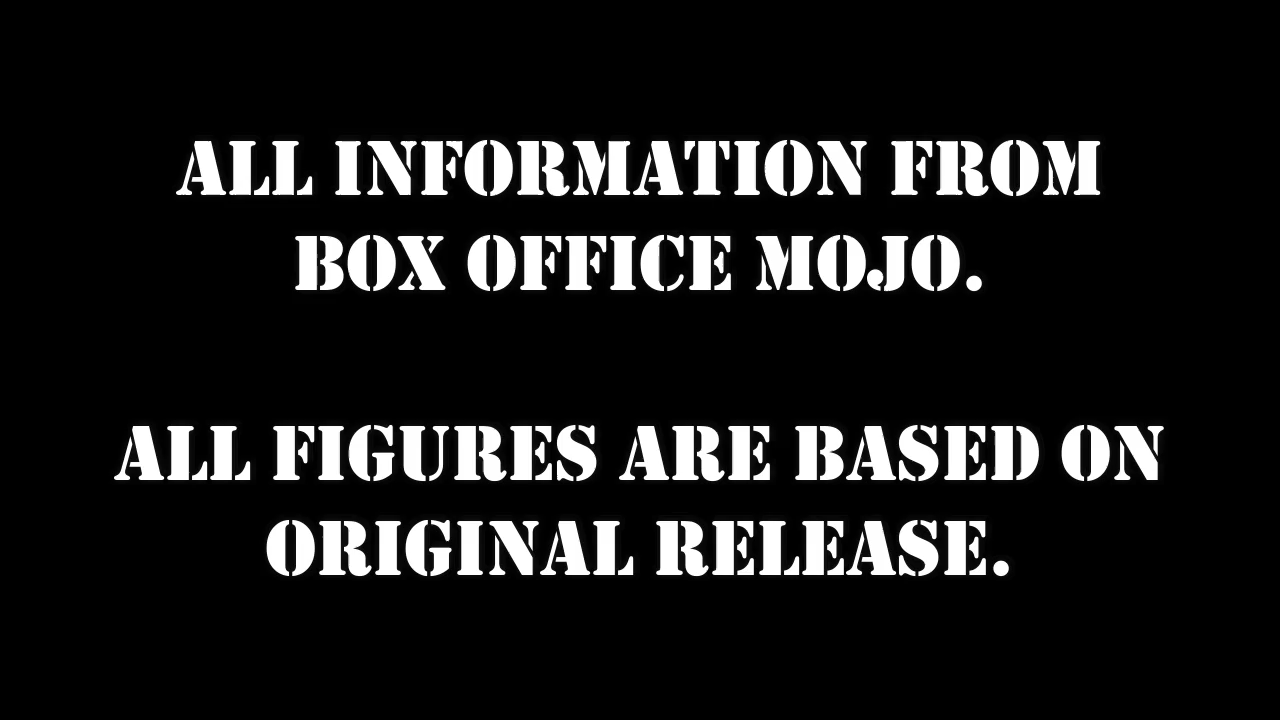 ALL INFORMATION FROM
BOX OFFICE MOJO.
ALL FIGURES ARE BASED ON
ORIGINAL RELEASE.